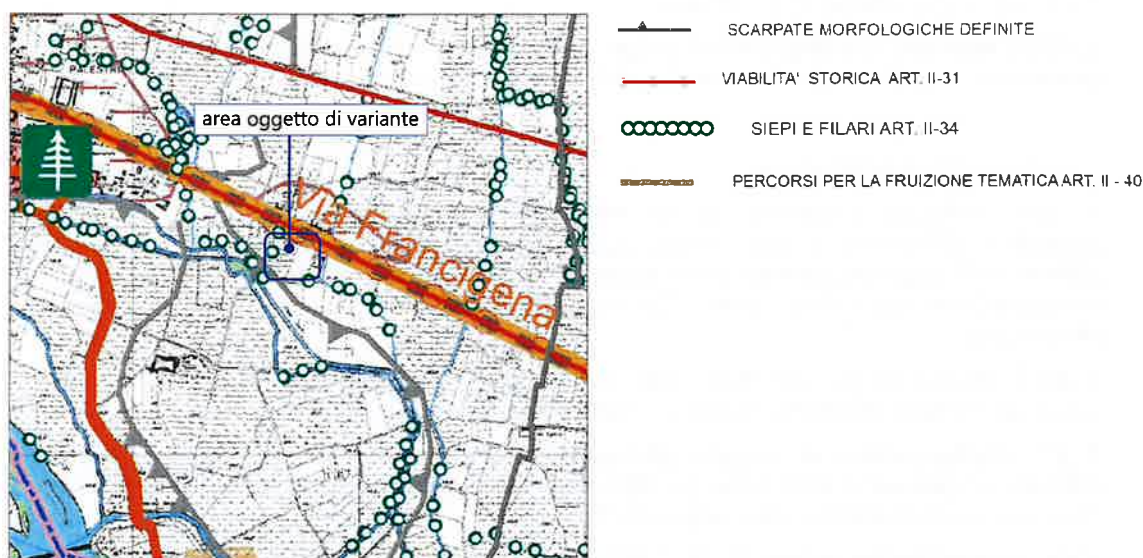 PALESTRO
area oggetto di variante
Via Francigena
SCARPATE MORFOLOGICHE DEFINITE
VIABILITA' STORICA ART. II-31
SIEPI E FILARI ART. II-34
PERCORSI PER LA FRUIZIONE TEMATICA ART. II - 40